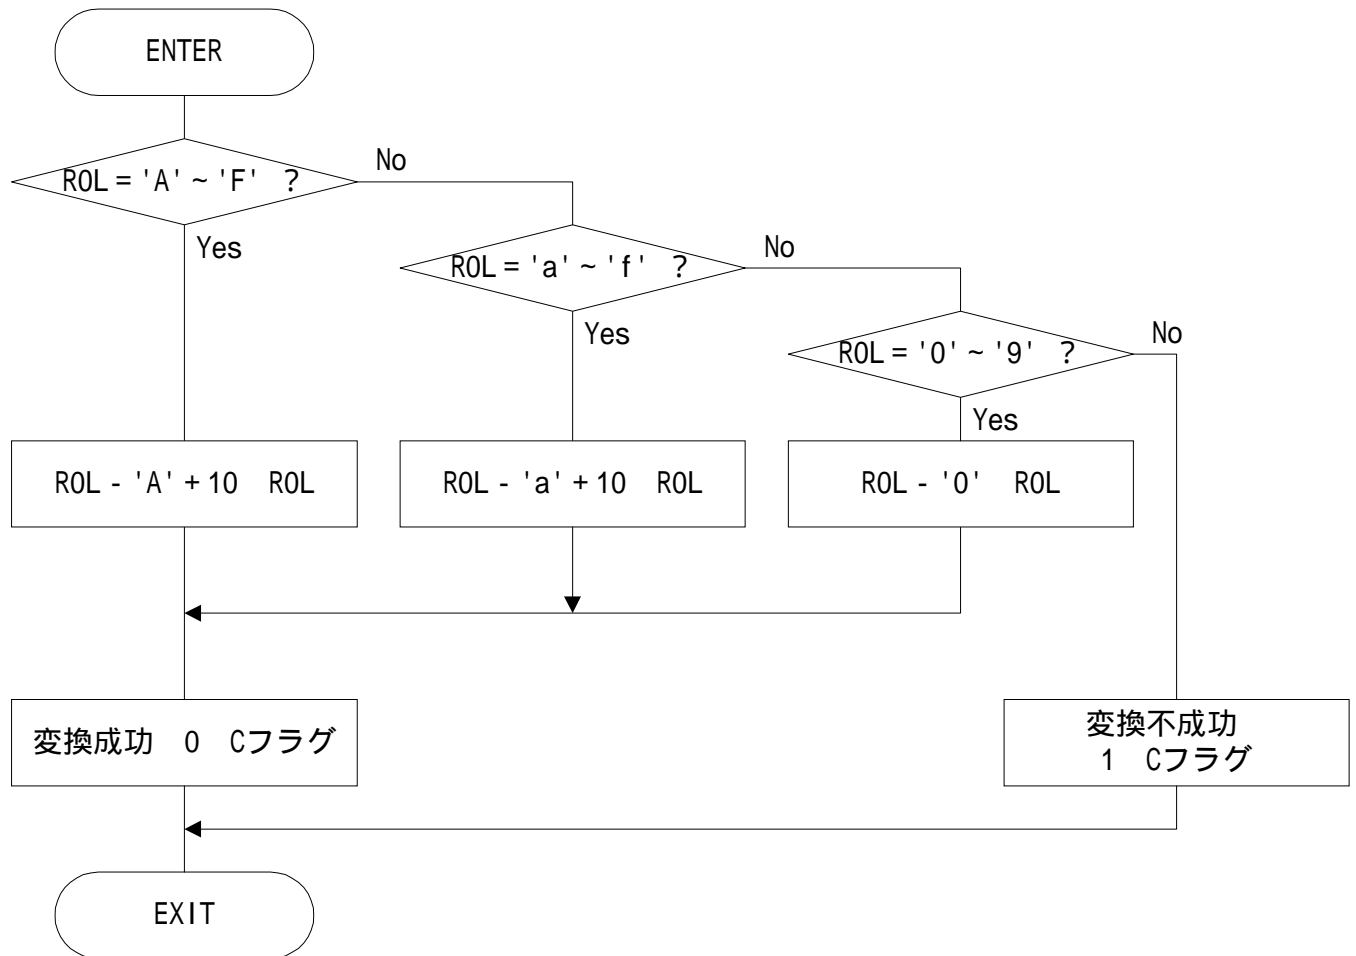 ENTER
R0L = 'A' ~ 'F' ?
No
Yes
R0L = 'a' ~ 'f' ?
No
Yes
R0L = '0' ~ '9' ?
No
Yes
R0L - 'A' + 10 R0L
R0L - 'a' + 10 R0L
R0L - '0' R0L
変換成功 0 Cフラグ
変換不成功
1 Cフラグ
EXIT